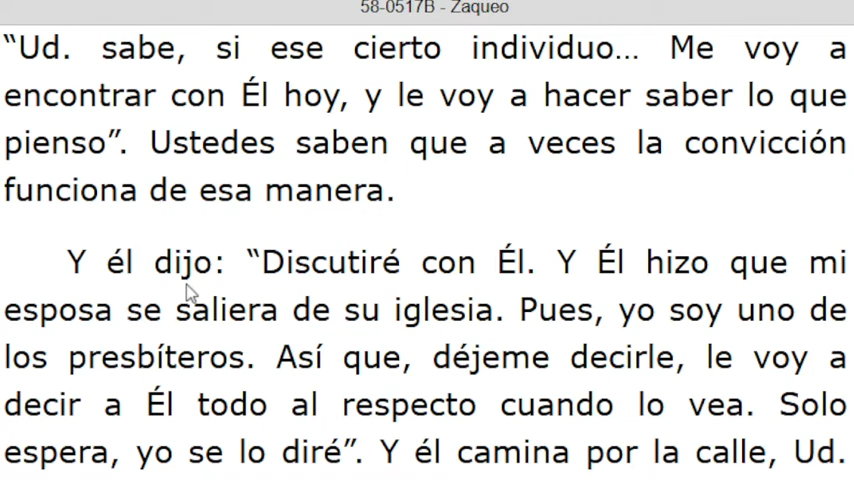 58-0517B - Zaqueo
“Ud. sabe, si ese cierto individuo... Me voy a
encontrar con Él hoy, y le voy a hacer saber lo que
pienso”. Ustedes saben que a veces la convicción
funciona de esa manera.
Y él dijo: “Discutiré con Él. Y Él hizo que mi
esposa se saliera de su iglesia. Pues, yo soy uno de
los presbíteros. Así que, déjeme decirle, le voy a
decir a Él todo al respecto cuando lo vea. Solo
espera, yo se lo diré”. Y él camina por la calle, Ud.